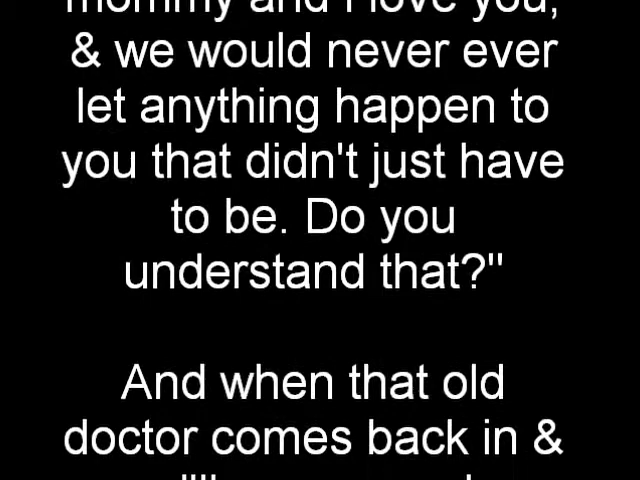 mommy and I love you,
& we would never ever
let anything happen to
you that didn't just have
to be. Do you
understand that?"
And when that old
doctor comes back in &